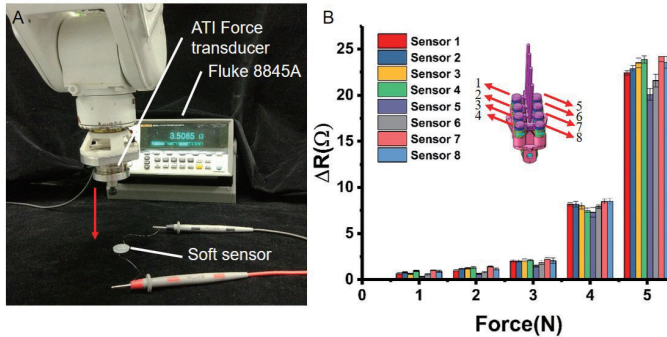 A
ATI Force
transducer
Fluke 8845A
3.5065 Ω
Soft sensor
B
ΔR(Ω)
25
20
15
10
5
0
Sensor 1
Sensor 2
Sensor 3
Sensor 4
Sensor 5
Sensor 6
Sensor 7
Sensor 8
1
2
3
4
5
6
7
8
0 1 2 3 4 5
Force(N)